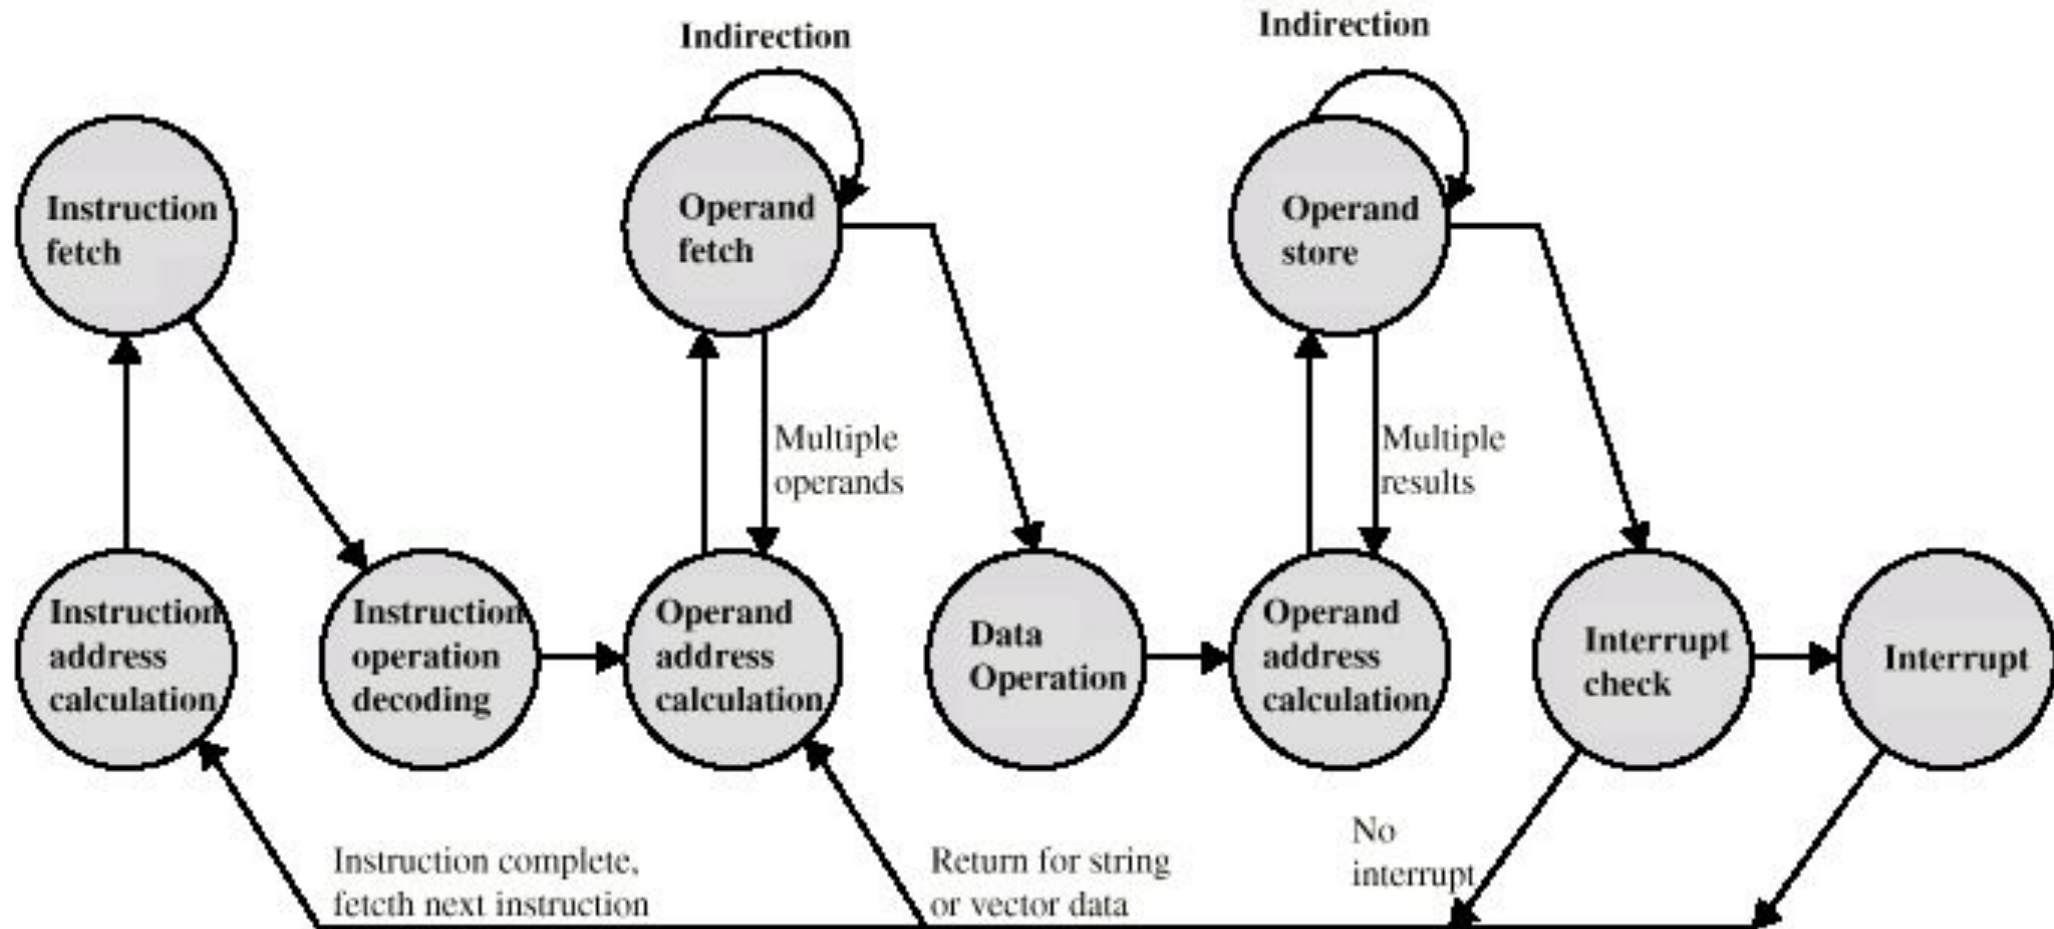 Indirection
Indirection
Instruction
fetch
Operand
fetch
Operand
store
Multiple
operands
Multiple
results
Instruction
address
calculation
Instruction
operation
decoding
Operand
address
calculation
Data
Operation
Operand
address
calculation
Interrupt
check
Interrupt
Instruction complete,
fetcth next instruction
Return for string
or vector data
No
interrupt